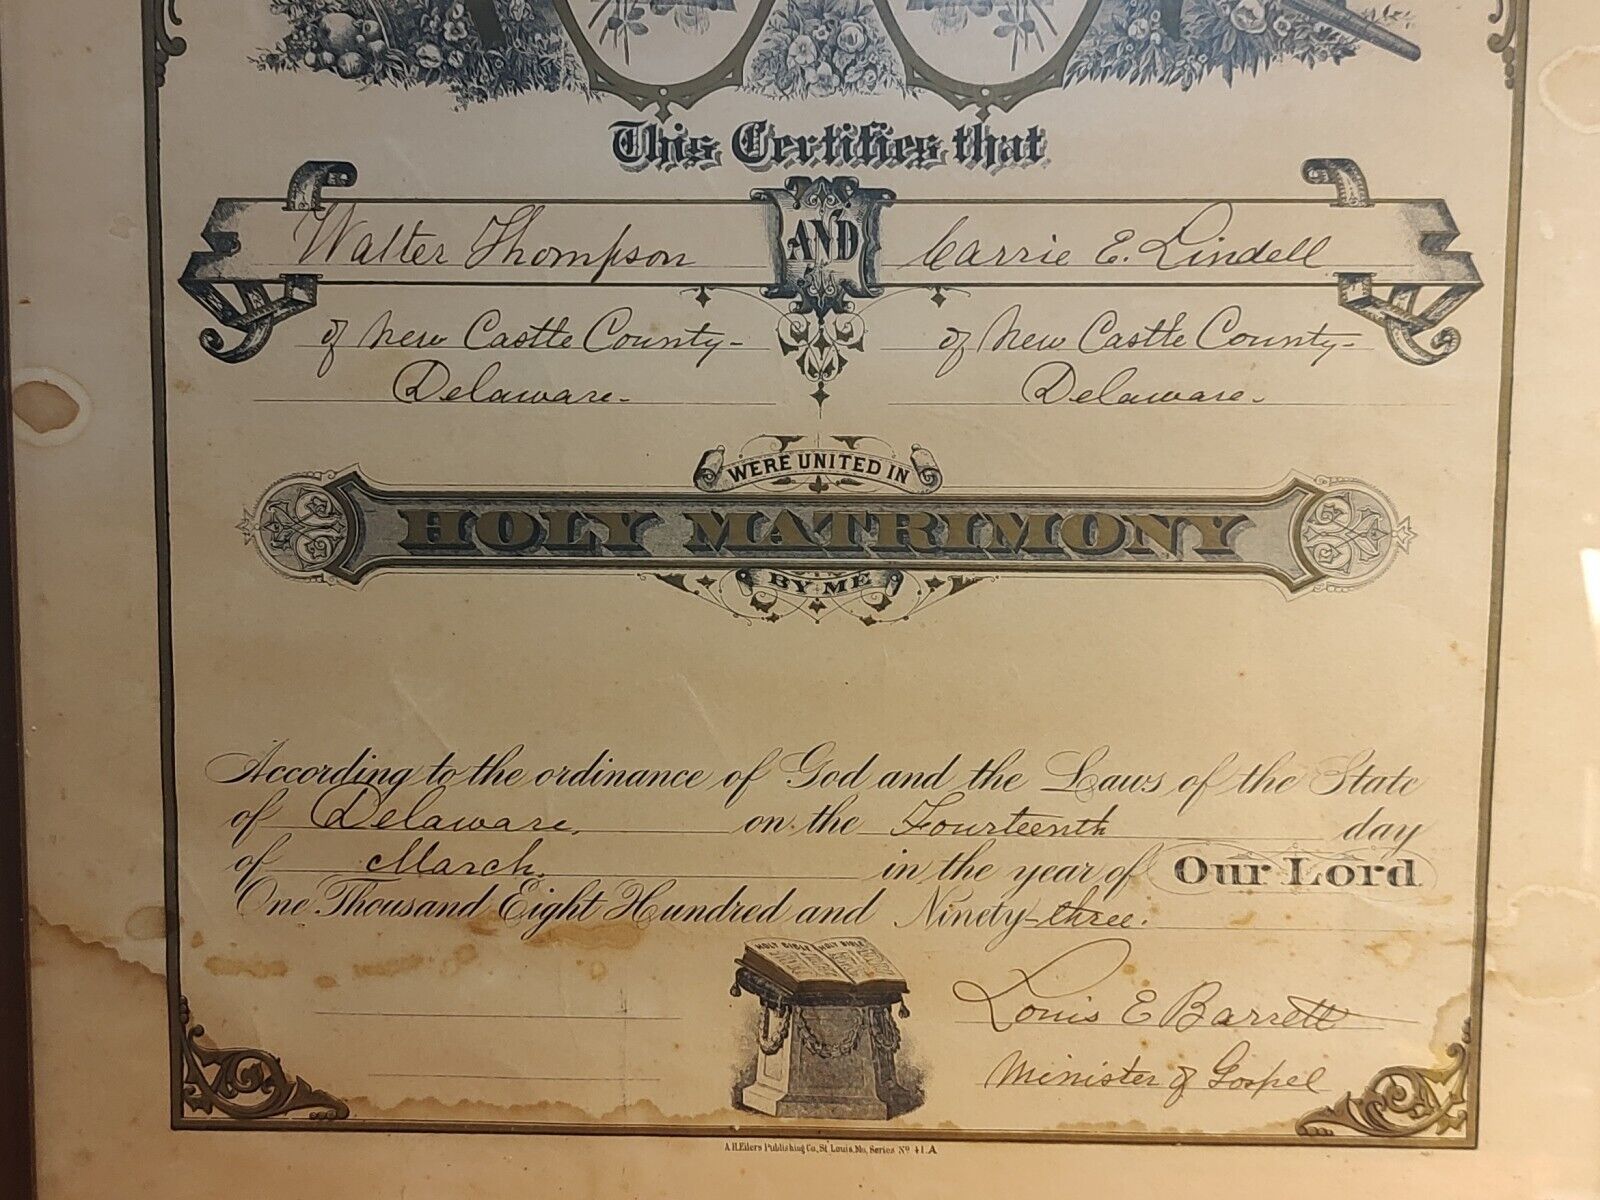 This Certifies that
Walter Thompson AND Carrie E. Lindell
of New Castle County- of New Castle County-
Delaware. Delaware.
WERE UNITED IN
HOLY MATRIMONY
BY ME
According to the ordinance of God and the Laws of the State
of Delaware. on the Fourteenth day
of March. in the year of Our Lord
One Thousand Eight Hundred and Ninety-three.
HOLY BIBLE HOLY BIBLE
Louis E Barrett
Minister of Gospel
A.H.Eilers Publishing Co., St. Louis, Mo, Series No 41.A